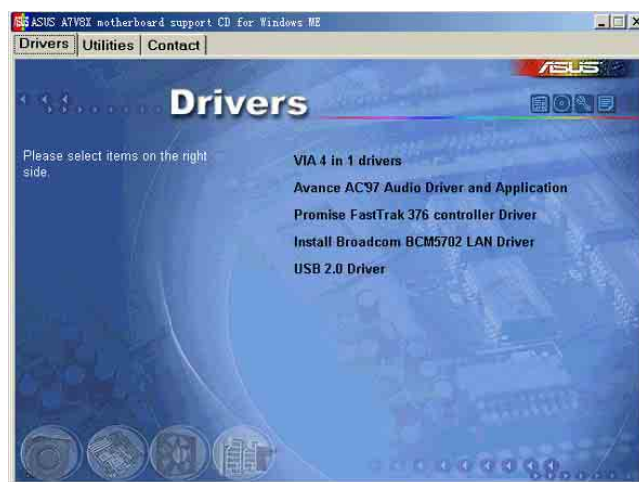 ASUS A7V8X motherboard support CD for Windows ME
Drivers Utilities Contact
ASUS
Drivers
Please select items on the right
side.
VIA 4 in 1 drivers
Avance AC'97 Audio Driver and Application
Promise FastTrak 376 controller Driver
Install Broadcom BCM5702 LAN Driver
USB 2.0 Driver